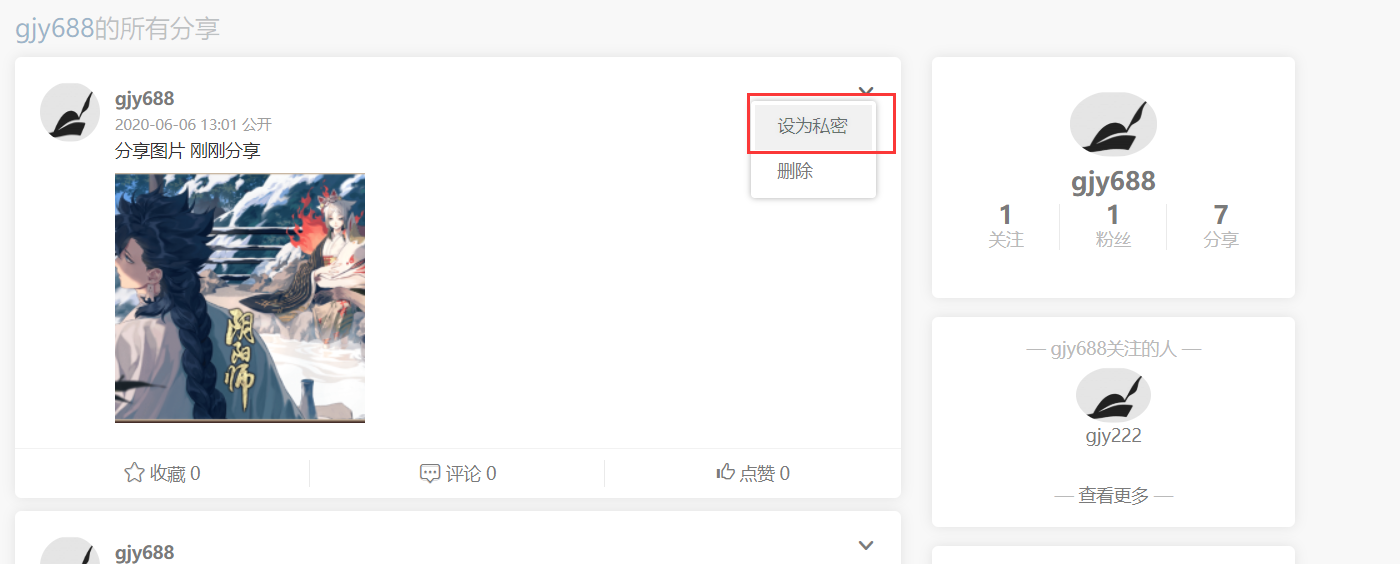 gjy688的所有分享
gjy688
2020-06-06 13:01 公开
分享图片 刚刚分享
设为私密
删除
阴阳师
收藏 0
评论 0
点赞 0
gjy688
gjy688
1
关注
1
粉丝
7
分享
— gjy688关注的人 —
gjy222
— 查看更多 —